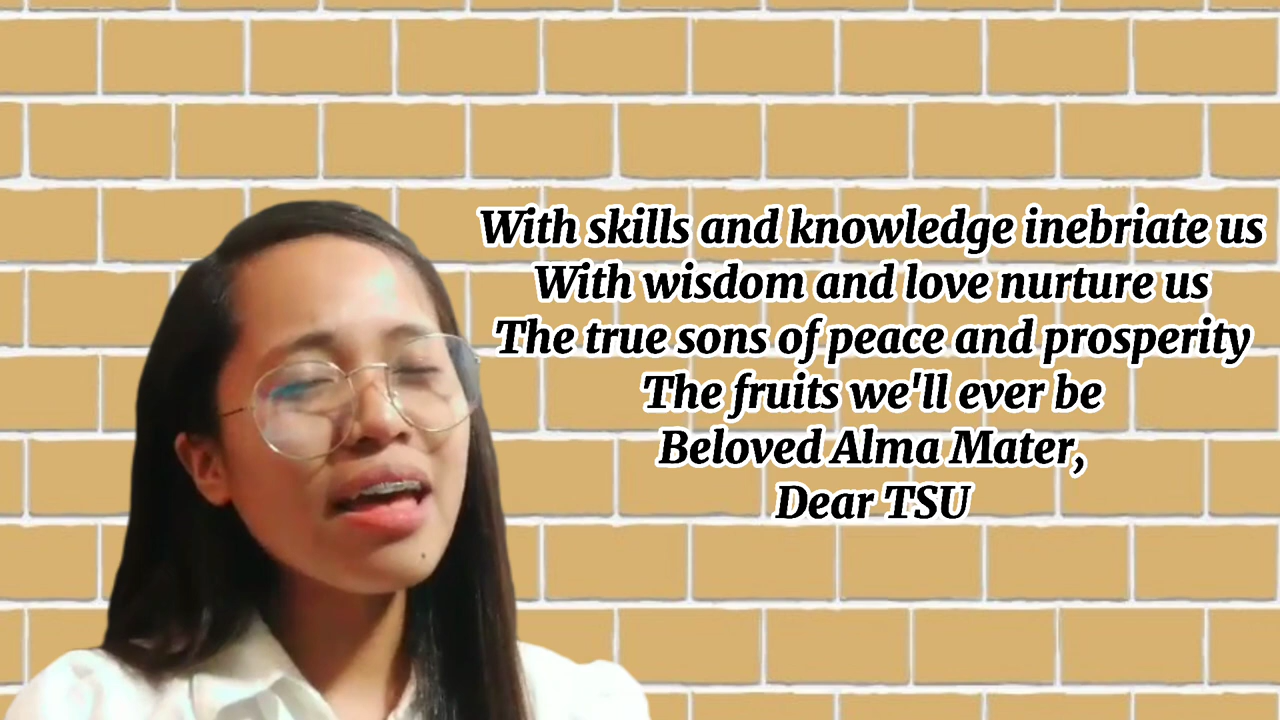 With skills and knowledge inebriate us
With wisdom and love nurture us
The true sons of peace and prosperity
The fruits we'll ever be
Beloved Alma Mater,
Dear TSU